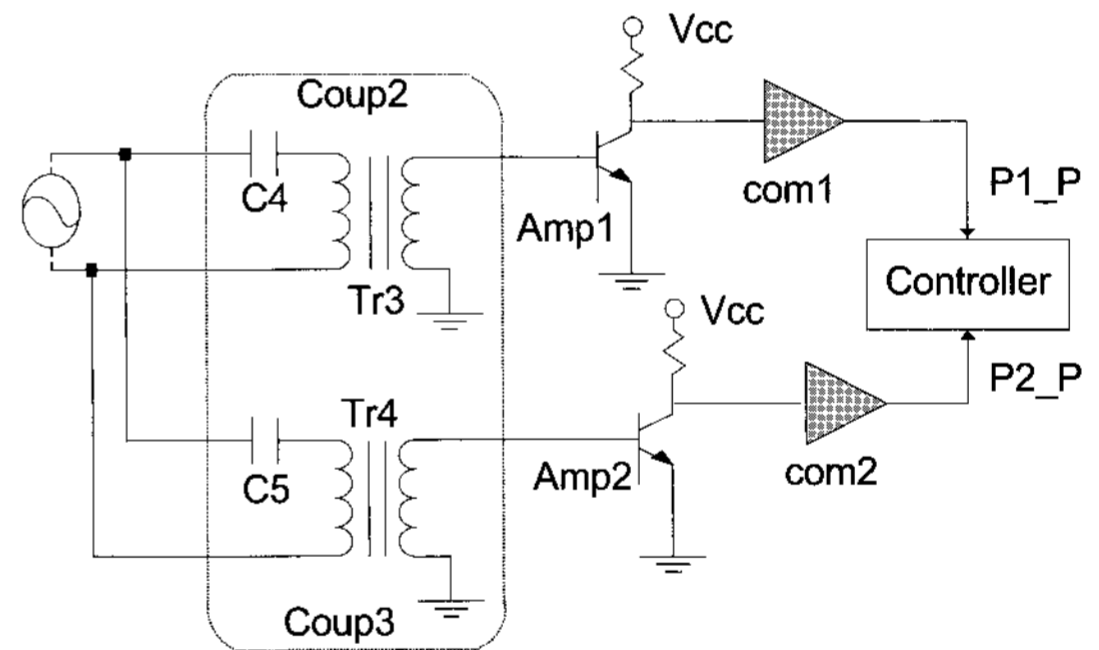 Vcc
Coup2
C4
Amp1
com1
P1_P
Controller
Tr3
Vcc
P2_P
Tr4
C5
Amp2
com2
Coup3